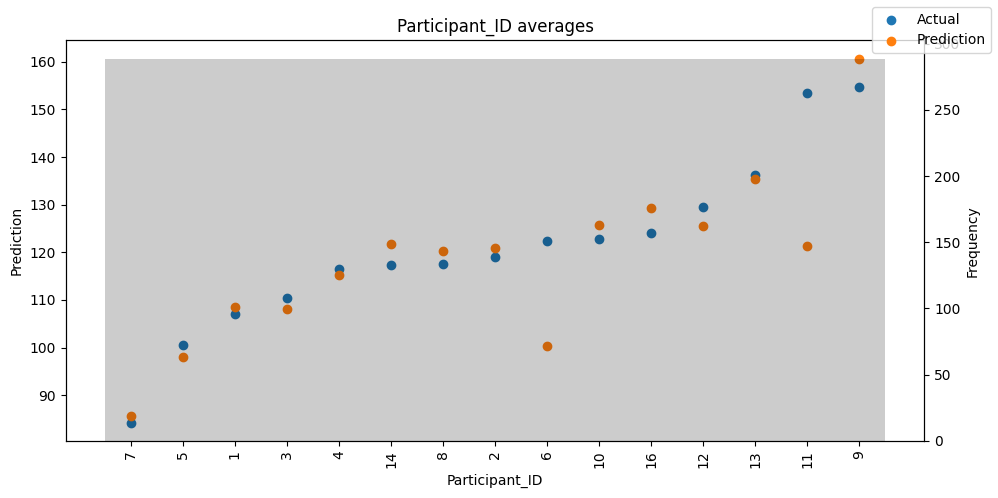 Participant_ID averages
Actual
Prediction
160
150
140
130
120
110
100
90
Prediction
300
250
200
150
100
50
0
Frequency
7 5 1 3 4 14 8 2 6 10 16 12 13 11 9
Participant_ID